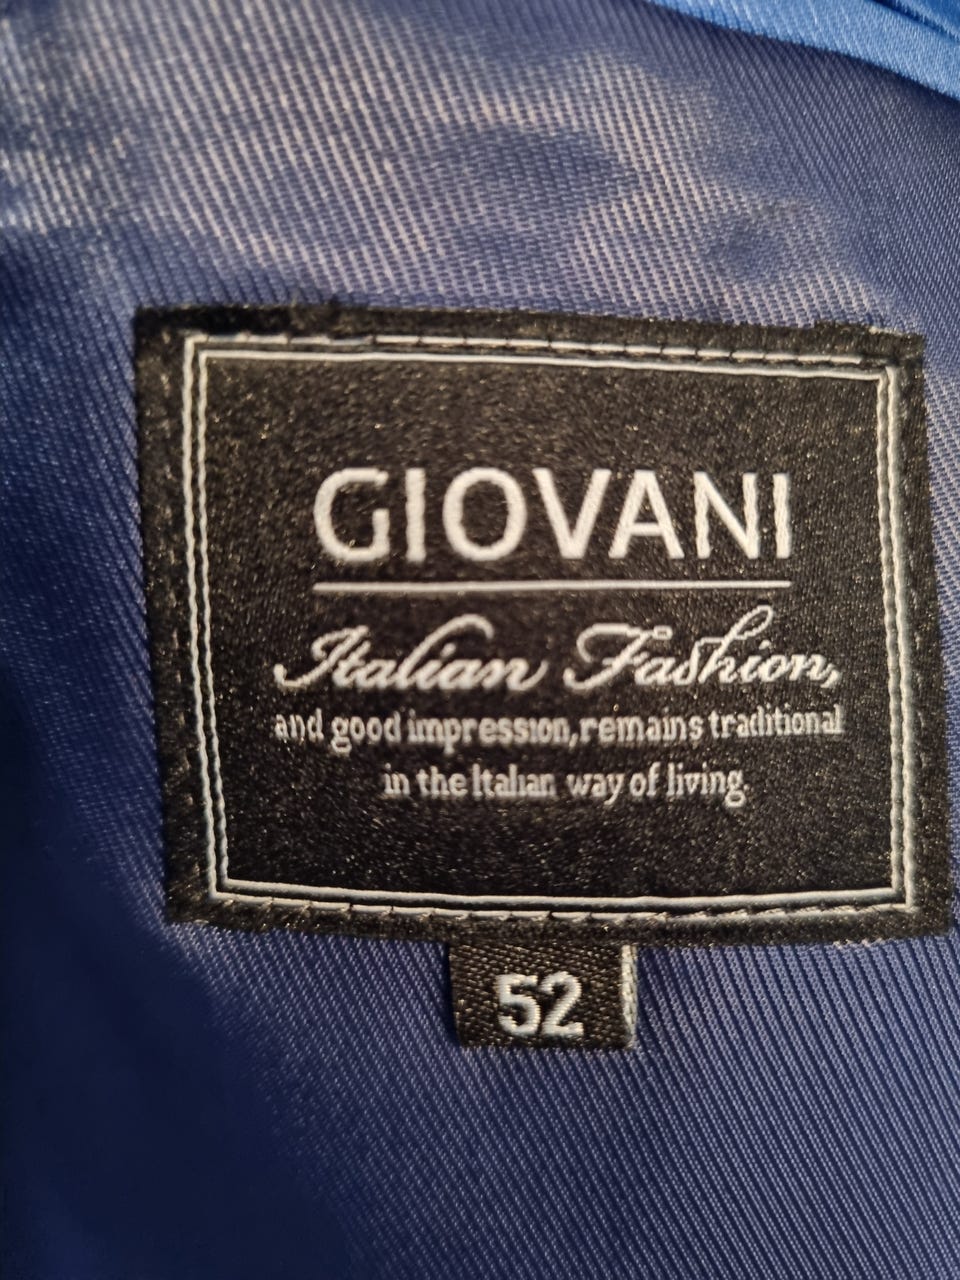 GIOVANI
Italian Fashion,
and good impression, remains traditional
in the Italian way of living.
52